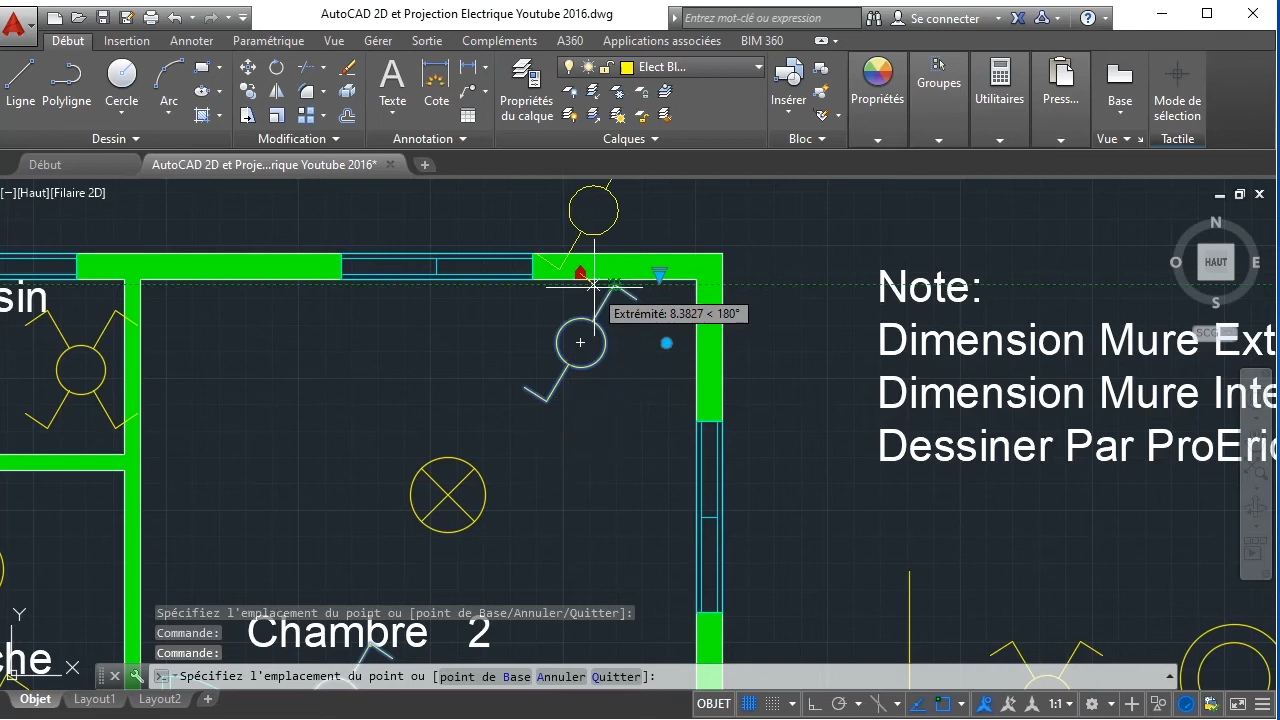 AutoCAD 2D et Projection Electrique Youtube 2016.dwg
Entrez mot-clé ou expression
Se connecter
Début
Insertion
Annoter
Paramétrique
Vue
Gérer
Sortie
Compléments
A360
Applications associées
BIM 360
Ligne
Polyligne
Cercle
Arc
Texte
Cote
Propriétés
du calque
Elect Bl...
Insérer
Propriétés
Groupes
Utilitaires
Press...
Base
Mode de
sélection
Dessin
Modification
Annotation
Calques
Bloc
Vue
Tactile
Début
AutoCAD 2D et Proje...rique Youtube 2016*
[−][Haut][Filaire 2D]
N
O
HAUT
E
S
SCG
sin
Note:
Dimension Mure Ext
Dimension Mure Inte
Dessiner Par ProEric
Extrémité: 8.3827 < 180°
Spécifiez l'emplacement du point ou [point de Base/Annuler/Quitter]:
Commande:
Commande:
Chambre 2
che
Y
X
Spécifiez l'emplacement du point ou [point de Base Annuler Quitter]:
Objet
Layout1
Layout2
OBJET
1:1